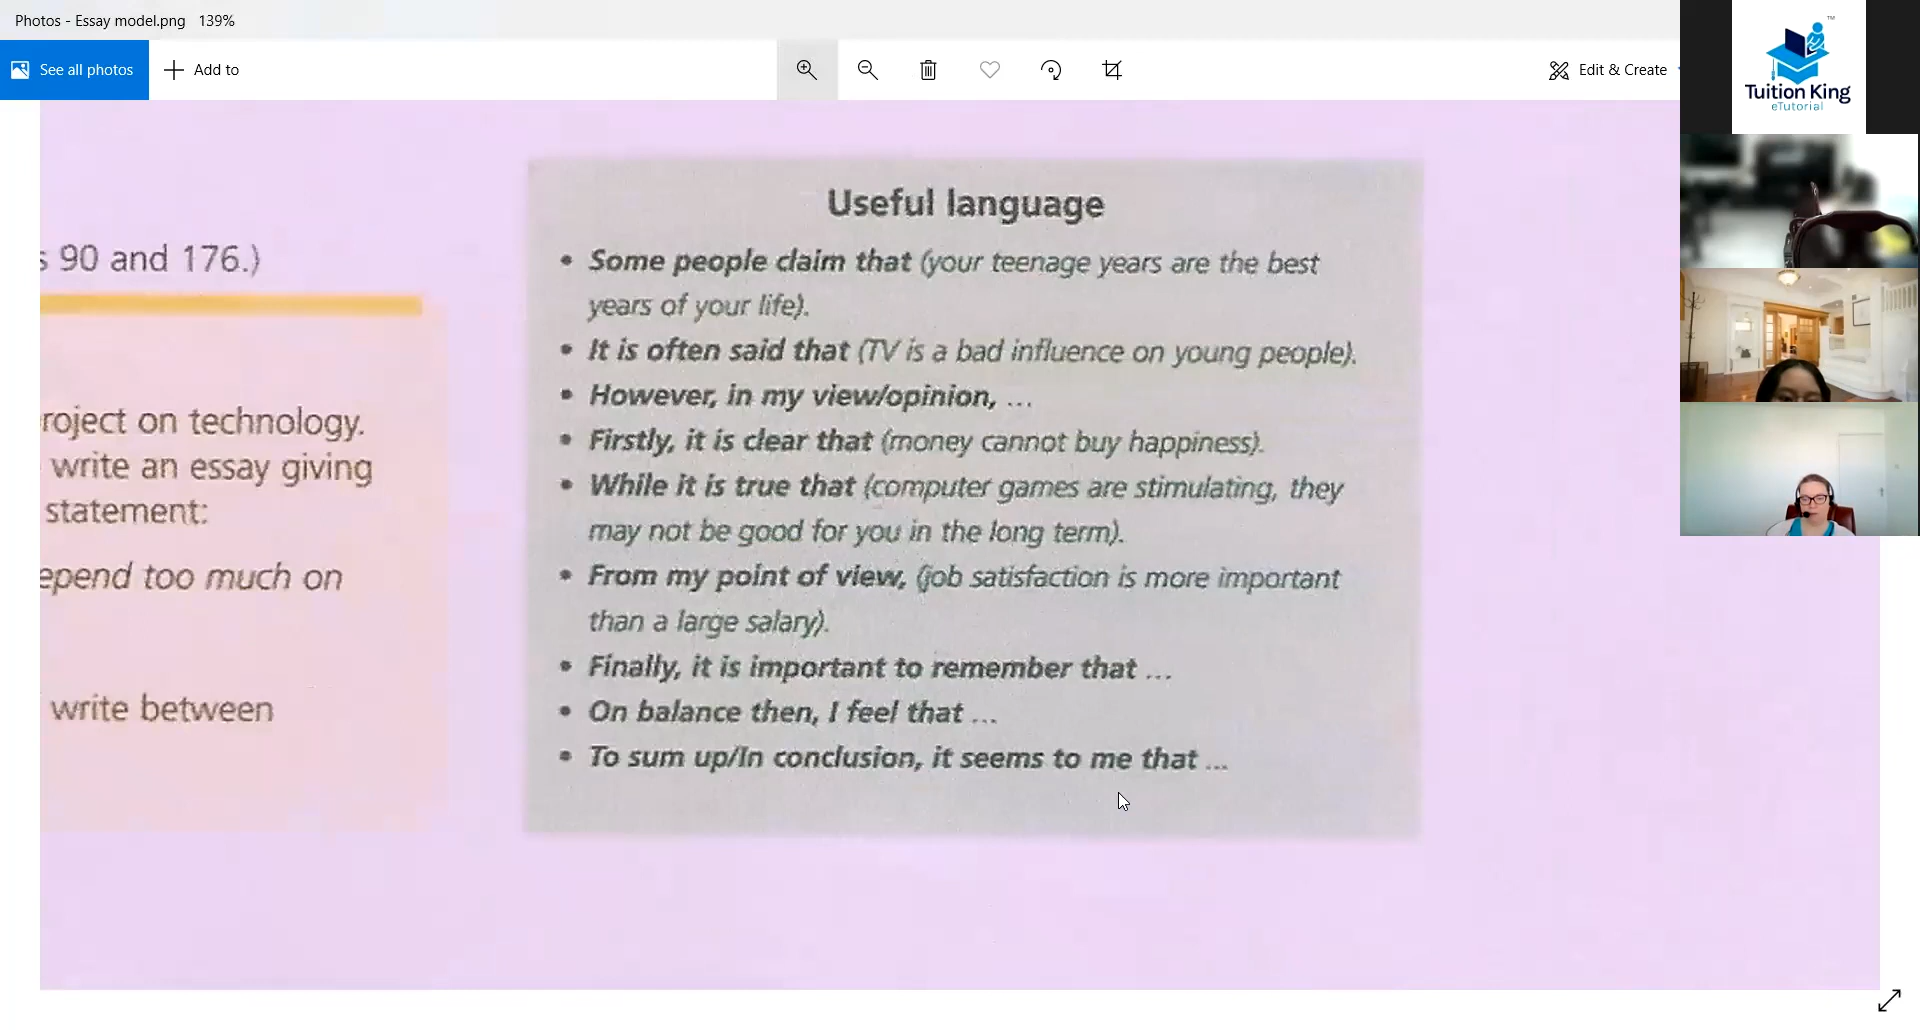 Photos - Essay model.png 139%
See all photos
Add to
Edit & Create
TM
Tuition King
eTutorial
s 90 and 176.)
roject on technology.
write an essay giving
statement:
epend too much on
write between
Useful language
• Some people claim that (your teenage years are the best
years of your life).
• It is often said that (TV is a bad influence on young people).
• However, in my view/opinion, ...
• Firstly, it is clear that (money cannot buy happiness).
• While it is true that (computer games are stimulating, they
may not be good for you in the long term).
• From my point of view, (job satisfaction is more important
than a large salary).
• Finally, it is important to remember that ...
• On balance then, I feel that ...
• To sum up/In conclusion, it seems to me that ...